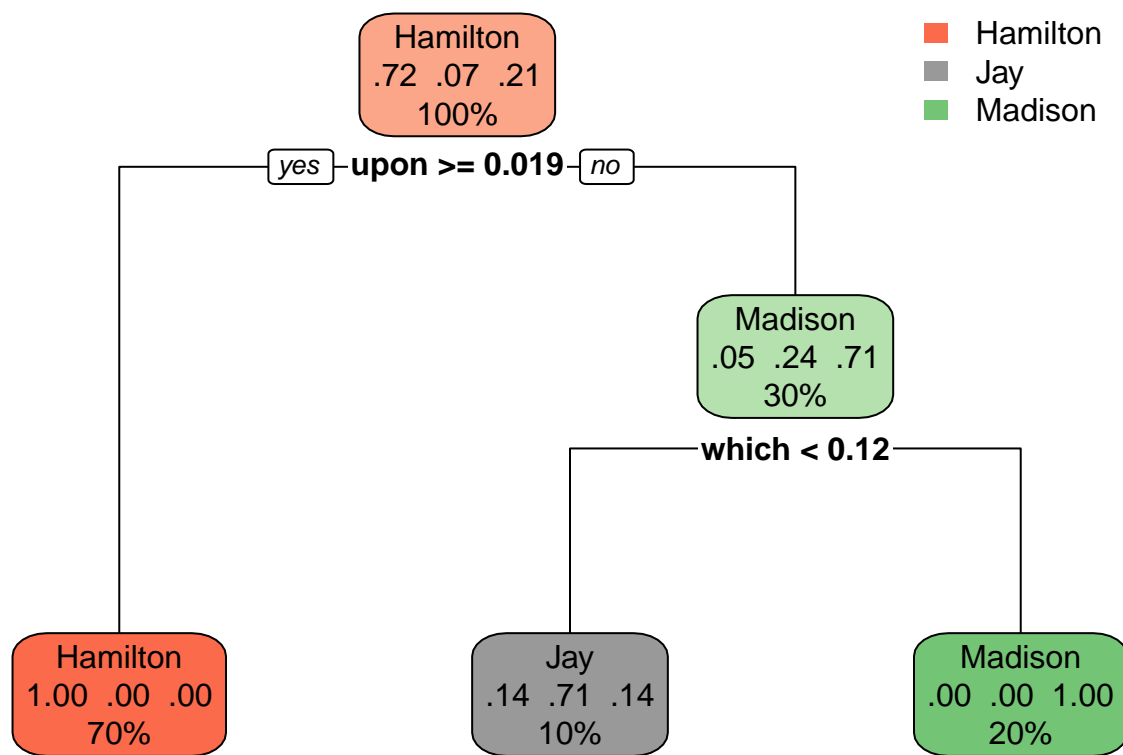 Hamilton
.72 .07 .21
100%
Hamilton
Jay
Madison
yes upon >= 0.019 no
Madison
.05 .24 .71
30%
which < 0.12
Hamilton
1.00 .00 .00
70%
Jay
.14 .71 .14
10%
Madison
.00 .00 1.00
20%